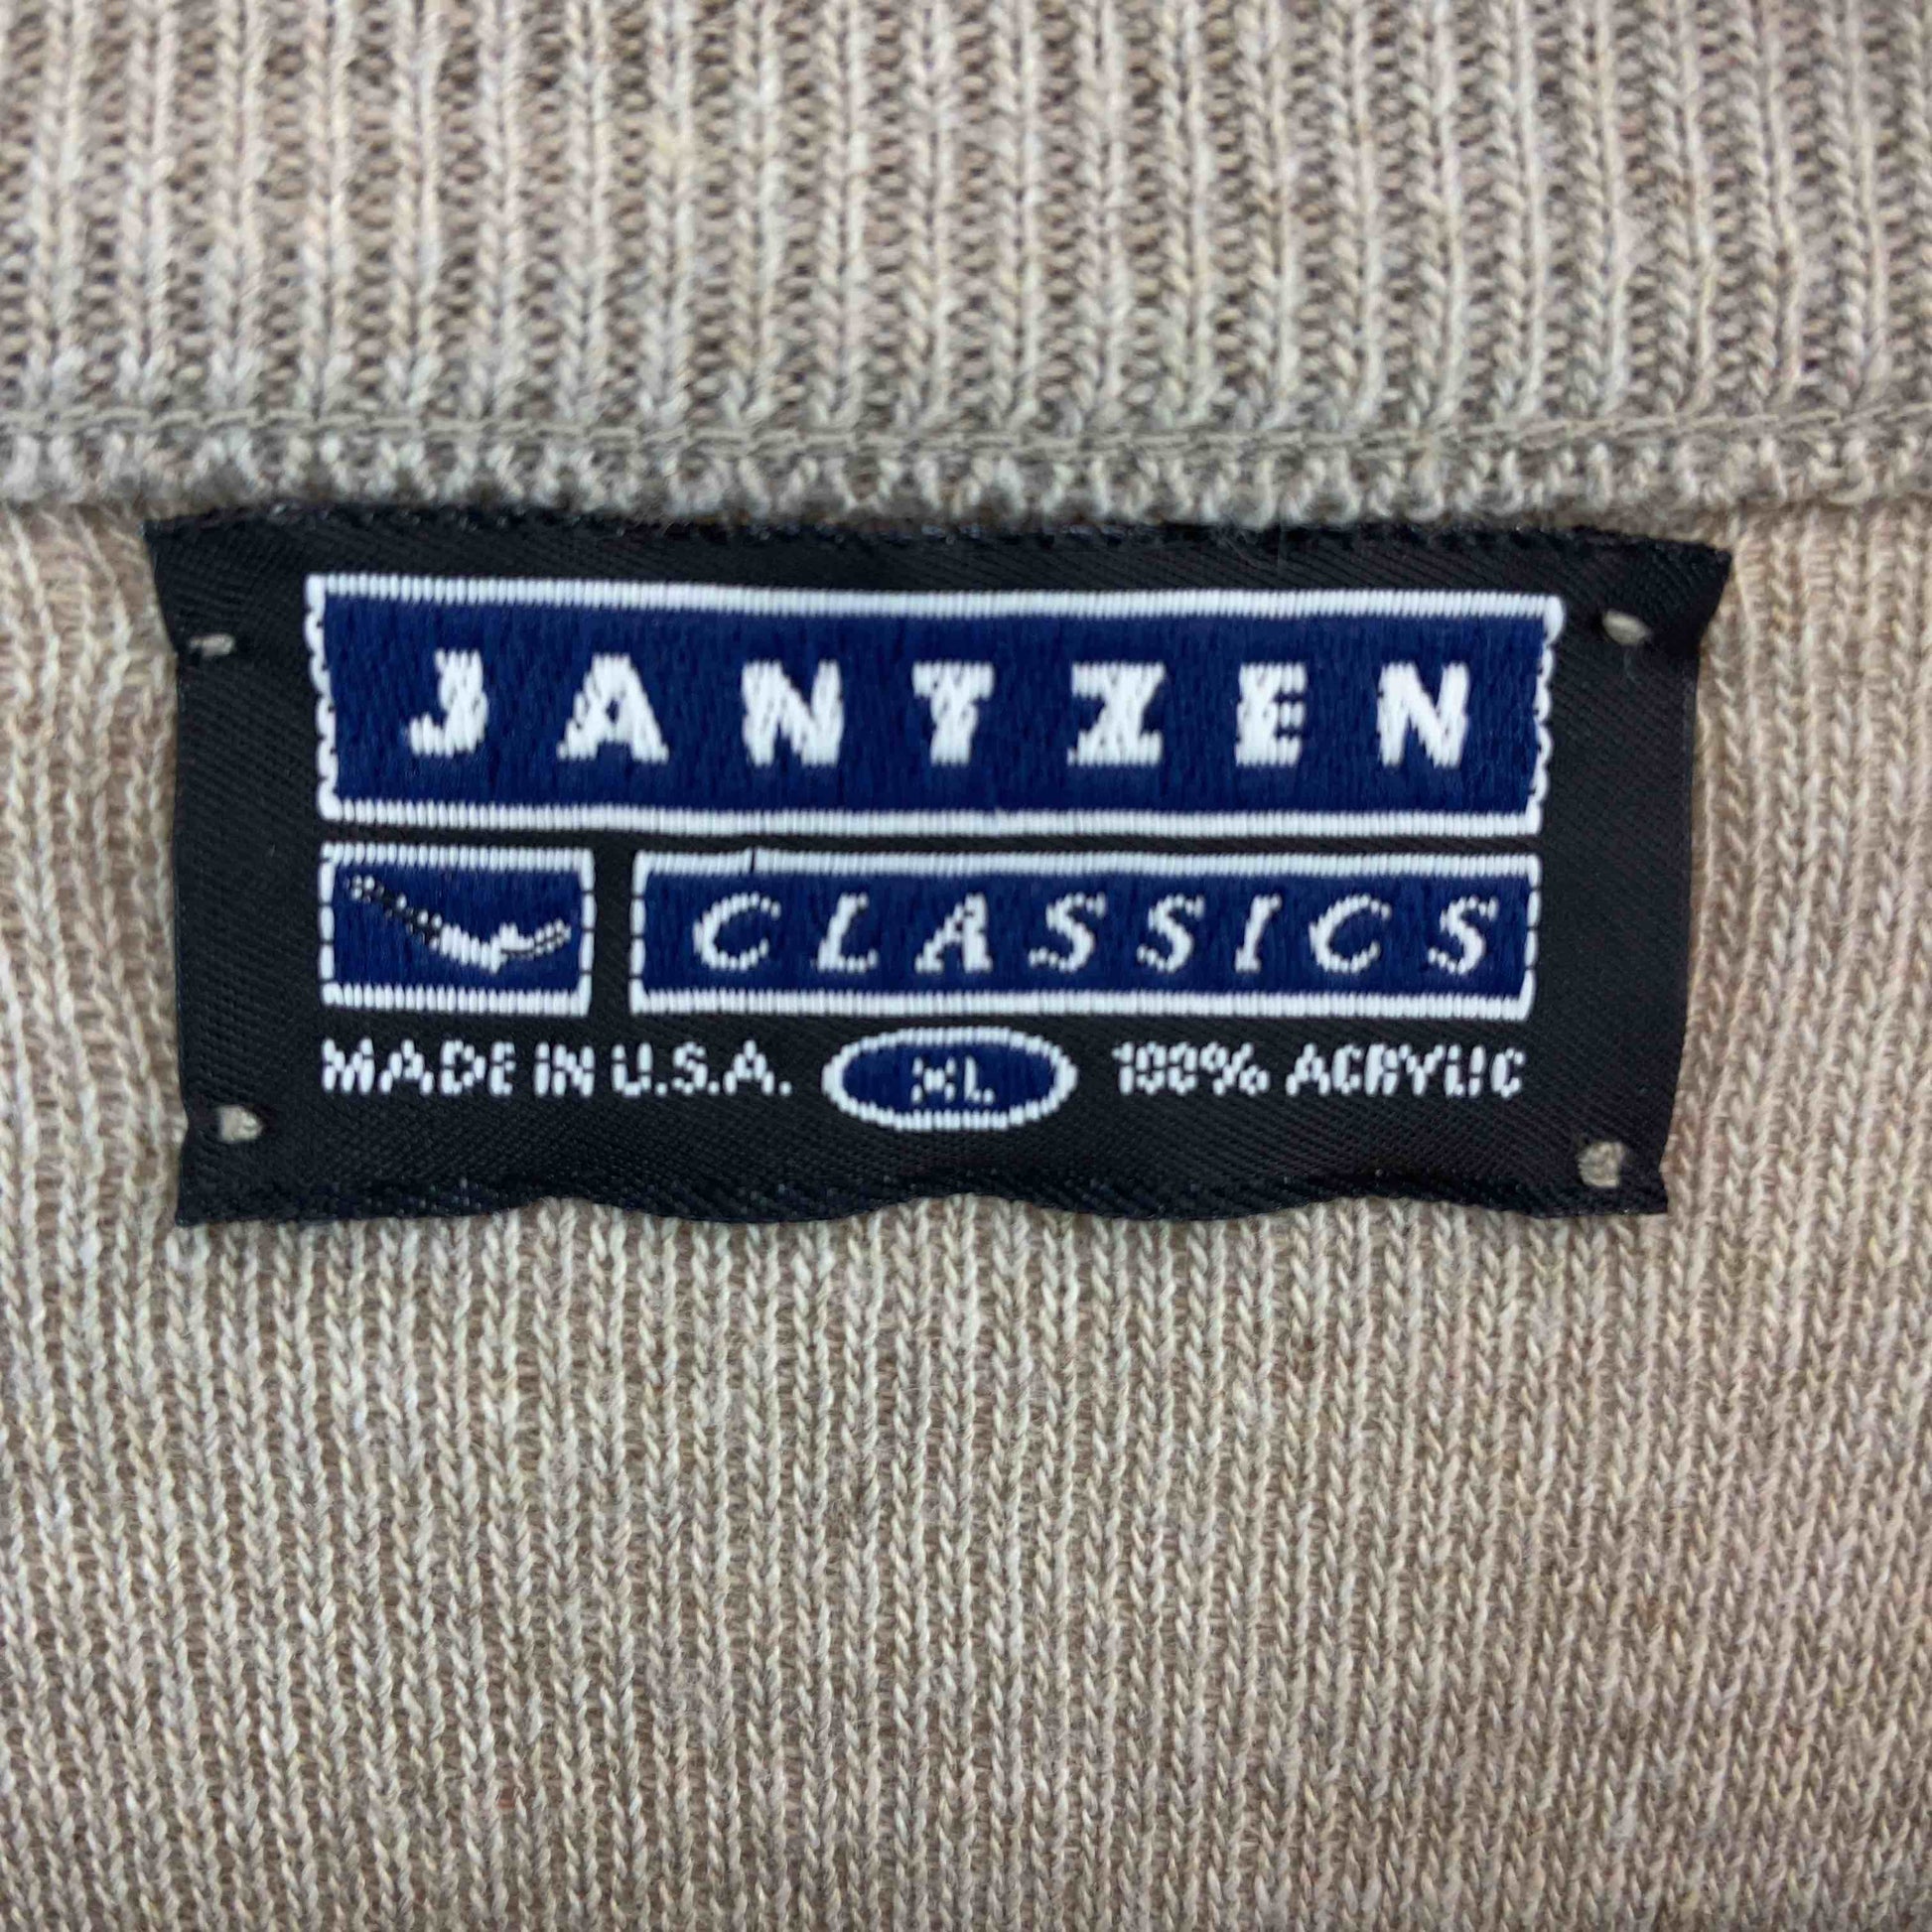 JANTZEN
CLASSICS
MADE IN U.S.A. XL 100% ACRYLIC